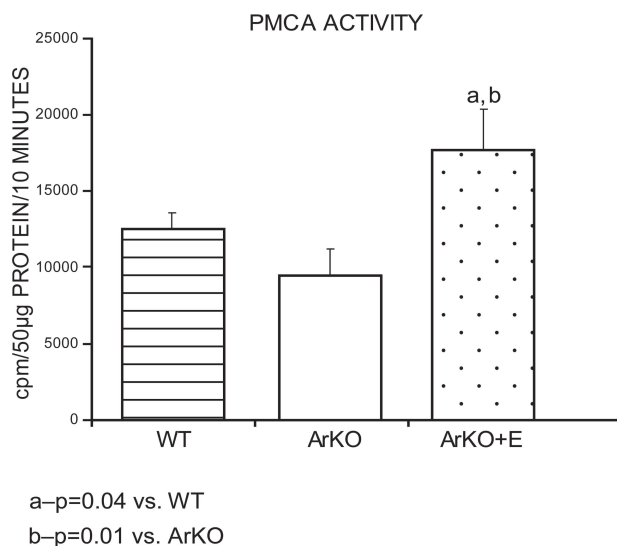 PMCA ACTIVITY
cpm/50µg PROTEIN/10 MINUTES
25000
20000
15000
10000
5000
0
a,b
WT ArKO ArKO+E
a–p=0.04 vs. WT
b–p=0.01 vs. ArKO